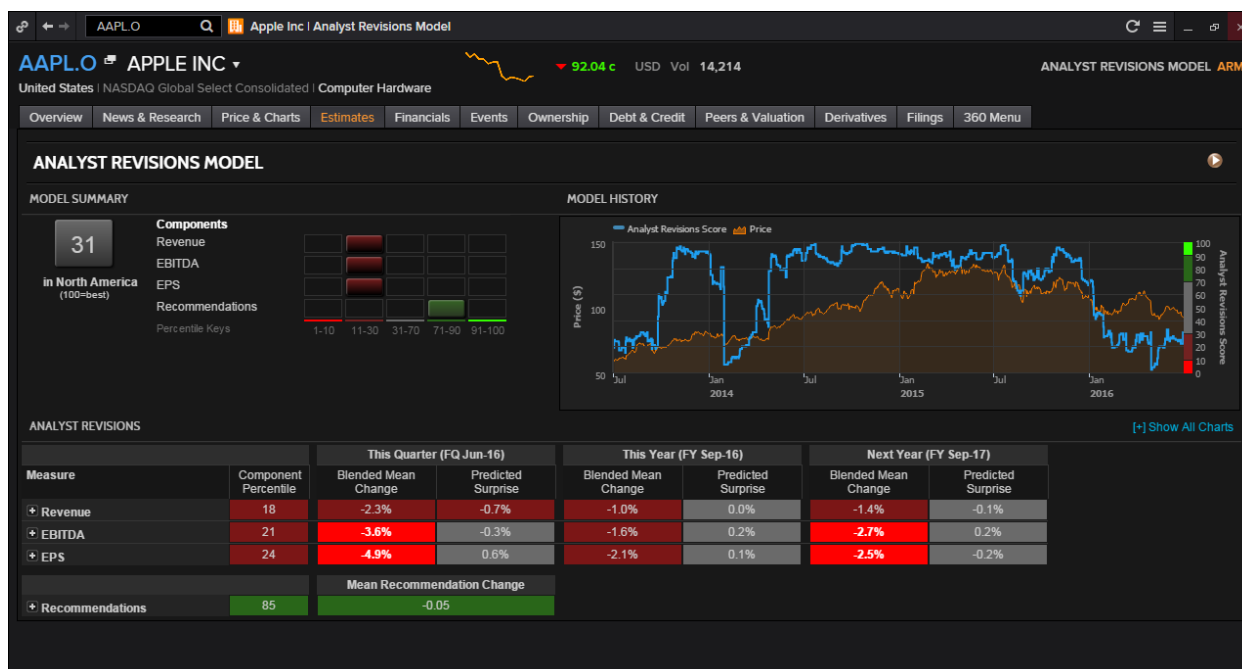 AAPL.O Apple Inc | Analyst Revisions Model
AAPL.O APPLE INC 92.04 c USD Vol 14,214 ANALYST REVISIONS MODEL ARM
United States | NASDAQ Global Select Consolidated | Computer Hardware
Overview News & Research Price & Charts Estimates Financials Events Ownership Debt & Credit Peers & Valuation Derivatives Filings 360 Menu
ANALYST REVISIONS MODEL
MODEL SUMMARY
31
in North America
(100=best)
Components
Revenue
EBITDA
EPS
Recommendations
Percentile Keys 1-10 11-30 31-70 71-90 91-100
MODEL HISTORY
Analyst Revisions Score Price
Price ($)
150
100
50
100
90
80
70
60
50
40
30
20
10
0
Analyst Revisions Score
Jul Jan Jul Jan Jul Jan
2014 2015 2016
ANALYST REVISIONS [+] Show All Charts
This Quarter (FQ Jun-16) This Year (FY Sep-16) Next Year (FY Sep-17)
Measure Component Percentile Blended Mean Change Predicted Surprise Blended Mean Change Predicted Surprise Blended Mean Change Predicted Surprise
Revenue 18 -2.3% -0.7% -1.0% 0.0% -1.4% -0.1%
EBITDA 21 -3.6% -0.3% -1.6% 0.2% -2.7% 0.2%
EPS 24 -4.9% 0.6% -2.1% 0.1% -2.5% -0.2%
Mean Recommendation Change
Recommendations 85 -0.05